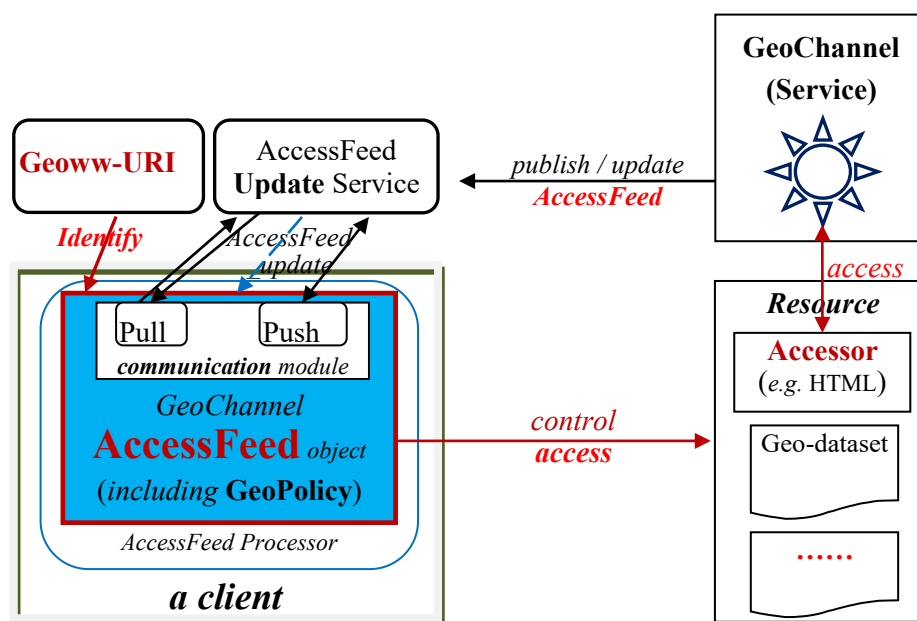 GeoChannel
(Service)
Geoww-URI
AccessFeed
Update Service
publish / update
AccessFeed
Identify
AccessFeed
_update
access
Resource
Accessor
(e.g. HTML)
Geo-dataset
......
Pull
Push
communication module
GeoChannel
AccessFeed object
(including GeoPolicy)
control
access
AccessFeed Processor
a client